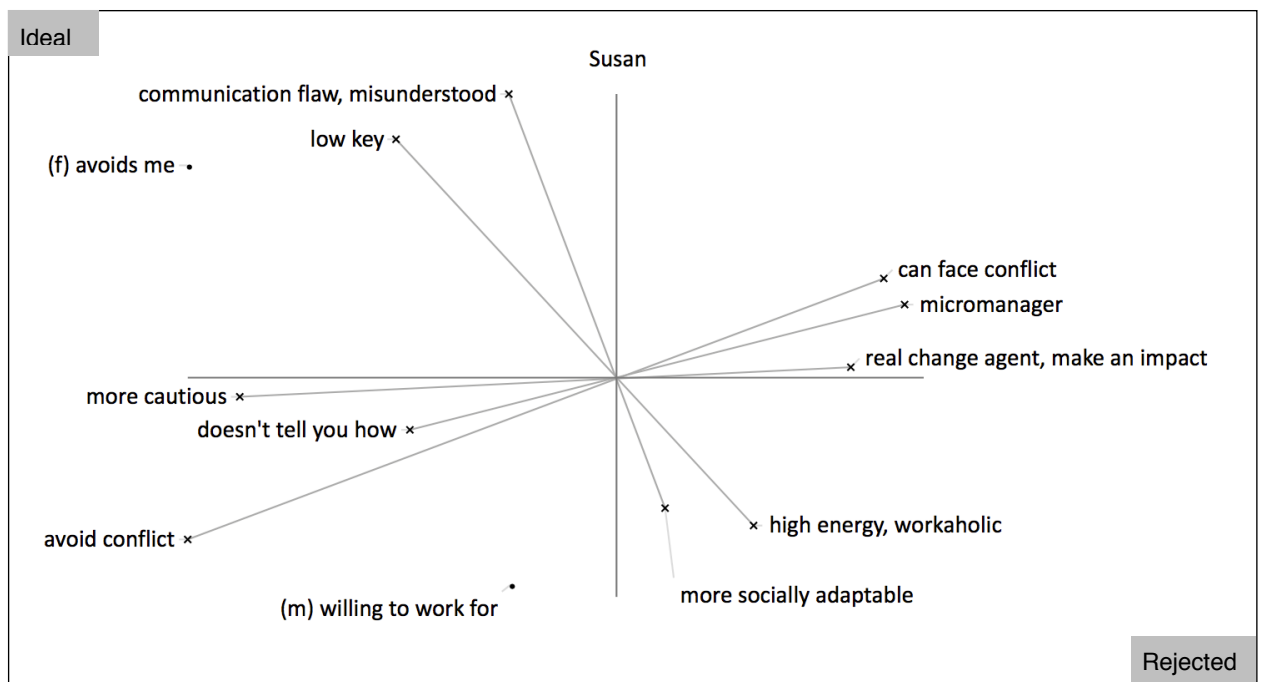 Ideal
Susan
communication flaw, misunderstood
low key
(f) avoids me
can face conflict
micromanager
real change agent, make an impact
more cautious
doesn't tell you how
avoid conflict
high energy, workaholic
more socially adaptable
(m) willing to work for
Rejected